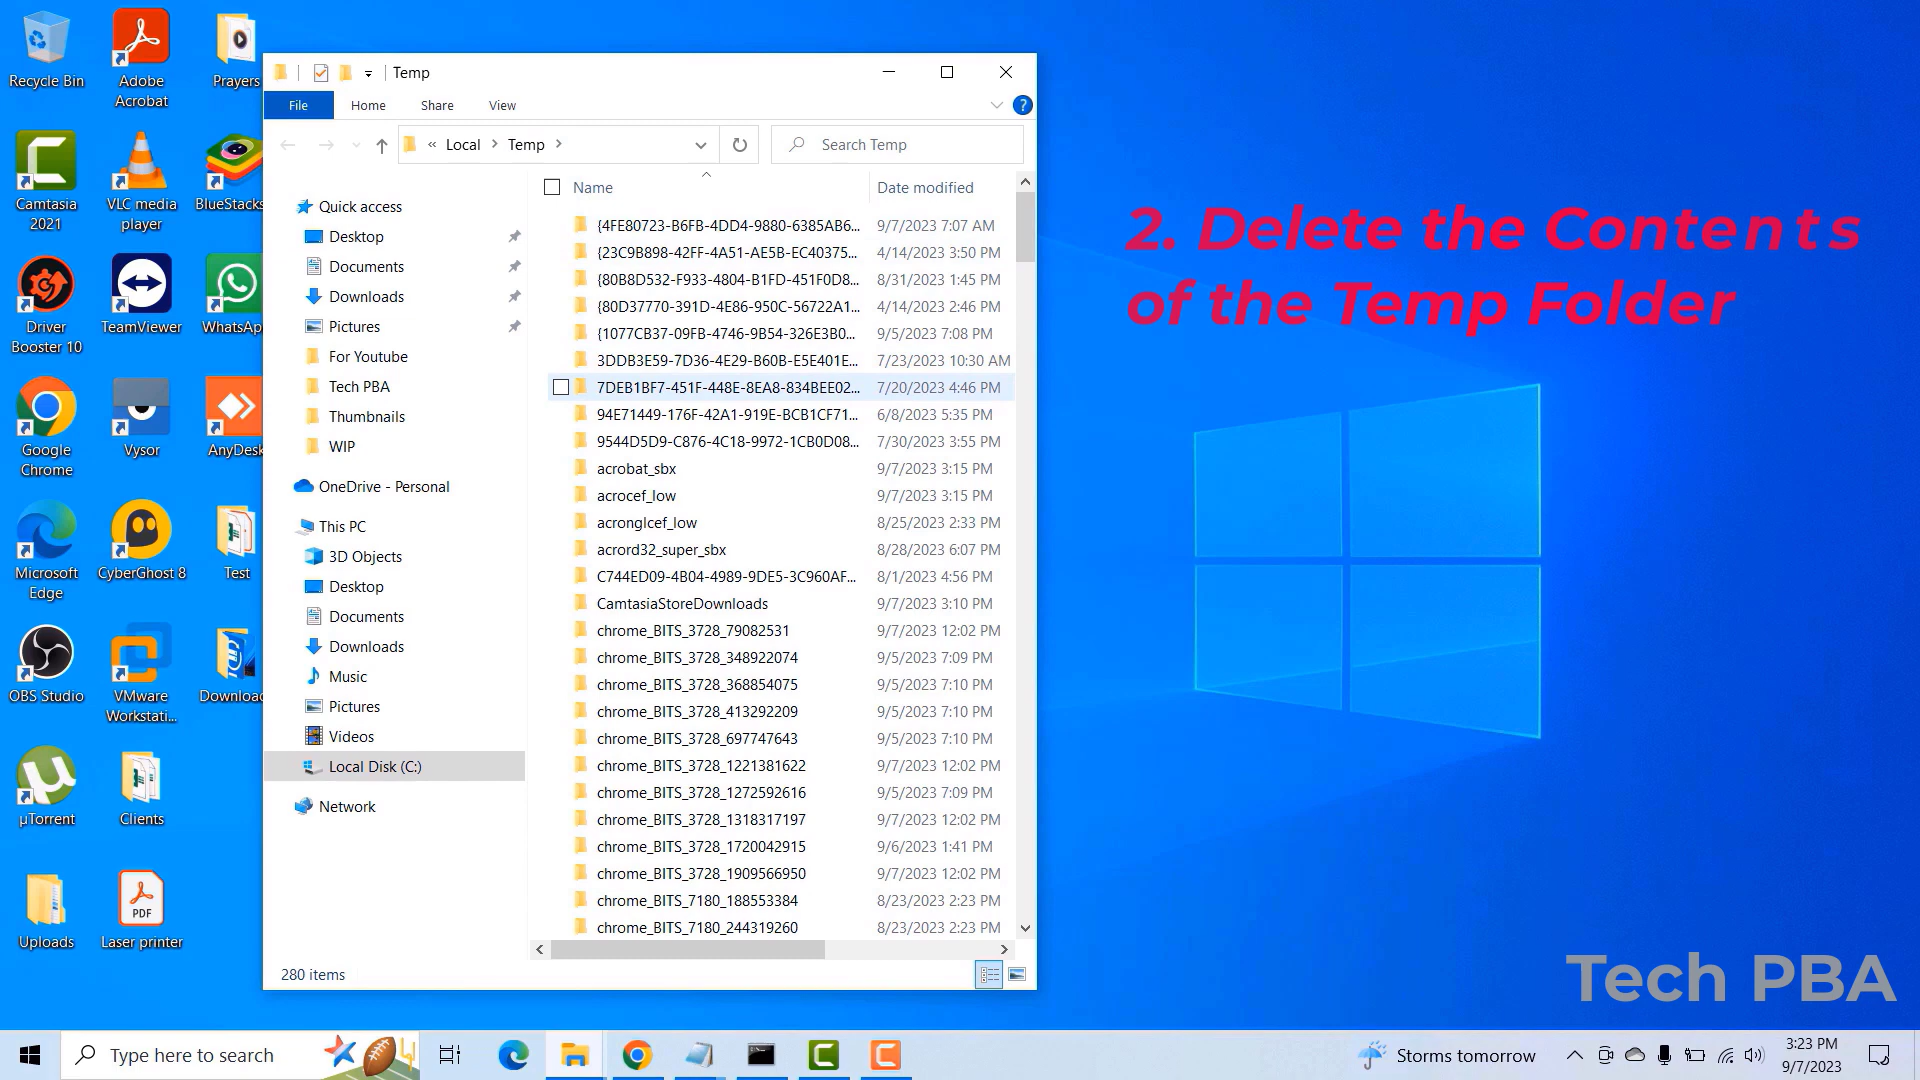 Recycle Bin
Adobe
Acrobat
Prayers
Camtasia
2021
VLC media
player
BlueStacks
Driver
Booster 10
TeamViewer
WhatsAp
Google
Chrome
Vysor
AnyDesk
Microsoft
Edge
CyberGhost 8
Test
OBS Studio
VMware
Workstati...
Download
µTorrent
Clients
Uploads
PDF
Laser printer
Temp
File
Home
Share
View
?
« Local > Temp >
Search Temp
Quick access
Desktop
Documents
Downloads
Pictures
For Youtube
Tech PBA
Thumbnails
WIP
OneDrive - Personal
This PC
3D Objects
Desktop
Documents
Downloads
Music
Pictures
Videos
Local Disk (C:)
Network
Name Date modified
{4FE80723-B6FB-4DD4-9880-6385AB6... 9/7/2023 7:07 AM
{23C9B898-42FF-4A51-AE5B-EC40375... 4/14/2023 3:50 PM
{80B8D532-F933-4804-B1FD-451F0D8... 8/31/2023 1:45 PM
{80D37770-391D-4E86-950C-56722A1... 4/14/2023 2:46 PM
{1077CB37-09FB-4746-9B54-326E3B0... 9/5/2023 7:08 PM
3DDB3E59-7D36-4E29-B60B-E5E401E... 7/23/2023 10:30 AM
7DEB1BF7-451F-448E-8EA8-834BEE02... 7/20/2023 4:46 PM
94E71449-176F-42A1-919E-BCB1CF71... 6/8/2023 5:35 PM
9544D5D9-C876-4C18-9972-1CB0D08... 7/30/2023 3:55 PM
acrobat_sbx 9/7/2023 3:15 PM
acrocef_low 9/7/2023 3:15 PM
acronglcef_low 8/25/2023 2:33 PM
acrord32_super_sbx 8/28/2023 6:07 PM
C744ED09-4B04-4989-9DE5-3C960AF... 8/1/2023 4:56 PM
CamtasiaStoreDownloads 9/7/2023 3:10 PM
chrome_BITS_3728_79082531 9/7/2023 12:02 PM
chrome_BITS_3728_348922074 9/5/2023 7:09 PM
chrome_BITS_3728_368854075 9/5/2023 7:10 PM
chrome_BITS_3728_413292209 9/5/2023 7:10 PM
chrome_BITS_3728_697747643 9/5/2023 7:10 PM
chrome_BITS_3728_1221381622 9/7/2023 12:02 PM
chrome_BITS_3728_1272592616 9/5/2023 7:09 PM
chrome_BITS_3728_1318317197 9/7/2023 12:02 PM
chrome_BITS_3728_1720042915 9/6/2023 1:41 PM
chrome_BITS_3728_1909566950 9/7/2023 12:02 PM
chrome_BITS_7180_188553384 8/23/2023 2:23 PM
chrome_BITS_7180_244319260 8/23/2023 2:23 PM
280 items
2. Delete the Contents
of the Temp Folder
Tech PBA
Type here to search
Storms tomorrow
3:23 PM
9/7/2023